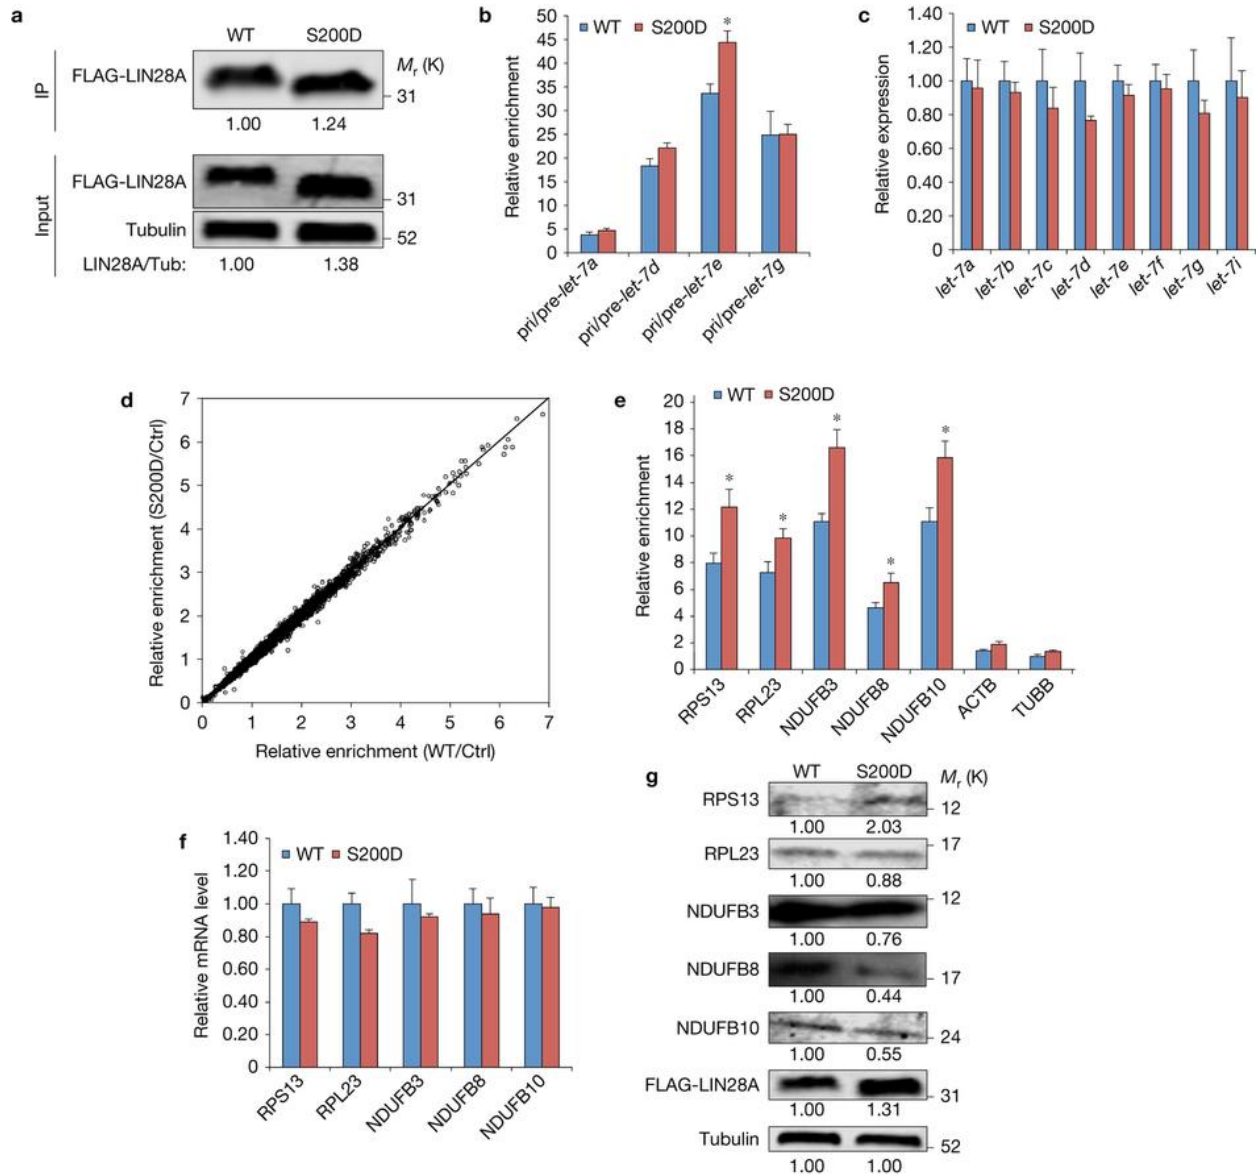 a
WT S200D
IP
FLAG-LIN28A
Mr (K)
31
1.00 1.24
Input
FLAG-LIN28A
31
Tubulin
52
LIN28A/Tub: 1.00 1.38
b
WT S200D
Relative enrichment
50
45
40
35
30
25
20
15
10
5
0
*
pri/pre-let-7a
pri/pre-let-7d
pri/pre-let-7e
pri/pre-let-7g
c
WT S200D
Relative expression
1.40
1.20
1.00
0.80
0.60
0.40
0.20
0
let-7a
let-7b
let-7c
let-7d
let-7e
let-7f
let-7g
let-7i
d
Relative enrichment (S200D/Ctrl)
7
6
5
4
3
2
1
0
0 1 2 3 4 5 6 7
Relative enrichment (WT/Ctrl)
e
WT S200D
Relative enrichment
20
18
16
14
12
10
8
6
4
2
0
* * * * *
RPS13
RPL23
NDUFB3
NDUFB8
NDUFB10
ACTB
TUBB
f
WT S200D
Relative mRNA level
1.40
1.20
1.00
0.80
0.60
0.40
0.20
0
RPS13
RPL23
NDUFB3
NDUFB8
NDUFB10
g
WT S200D
Mr (K)
RPS13
12
1.00 2.03
RPL23
17
1.00 0.88
NDUFB3
12
1.00 0.76
NDUFB8
17
1.00 0.44
NDUFB10
24
1.00 0.55
FLAG-LIN28A
31
1.00 1.31
Tubulin
52
1.00 1.00